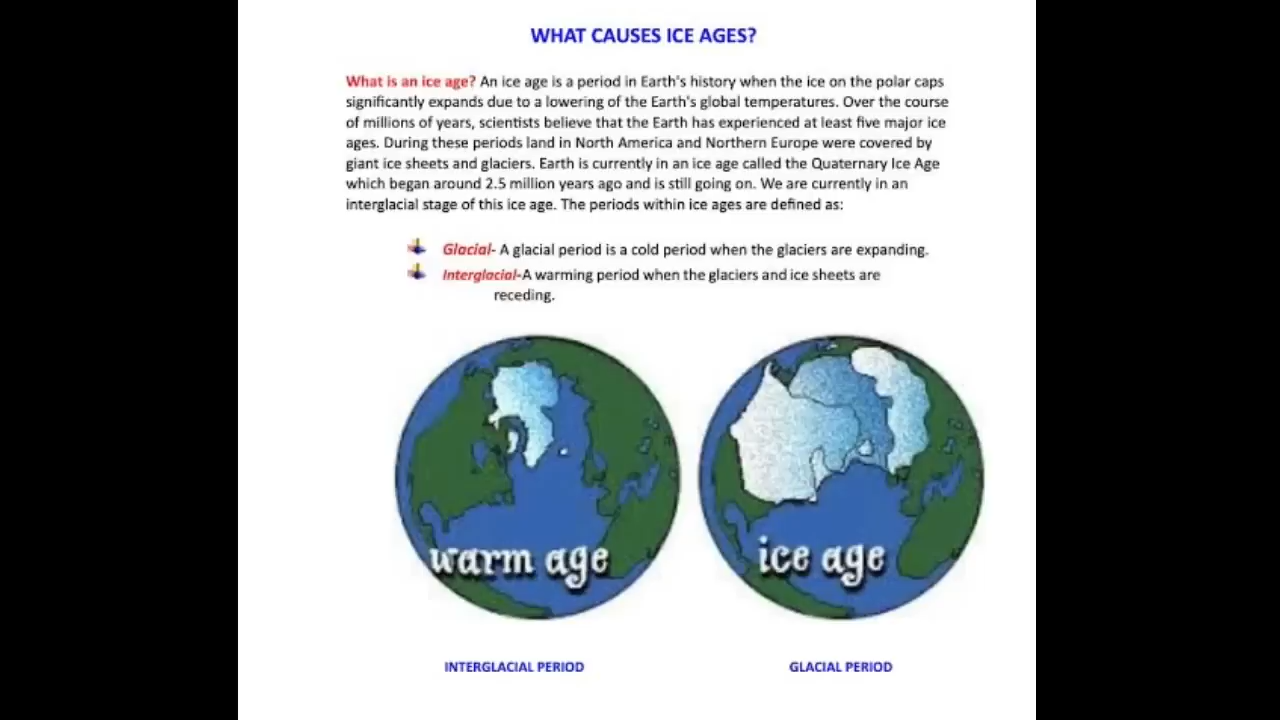 WHAT CAUSES ICE AGES?
What is an ice age? An ice age is a period in Earth's history when the ice on the polar caps
significantly expands due to a lowering of the Earth's global temperatures. Over the course
of millions of years, scientists believe that the Earth has experienced at least five major ice
ages. During these periods land in North America and Northern Europe were covered by
giant ice sheets and glaciers. Earth is currently in an ice age called the Quaternary Ice Age
which began around 2.5 million years ago and is still going on. We are currently in an
interglacial stage of this ice age. The periods within ice ages are defined as:
Glacial- A glacial period is a cold period when the glaciers are expanding.
Interglacial-A warming period when the glaciers and ice sheets are
receding.
warm age
ice age
INTERGLACIAL PERIOD
GLACIAL PERIOD